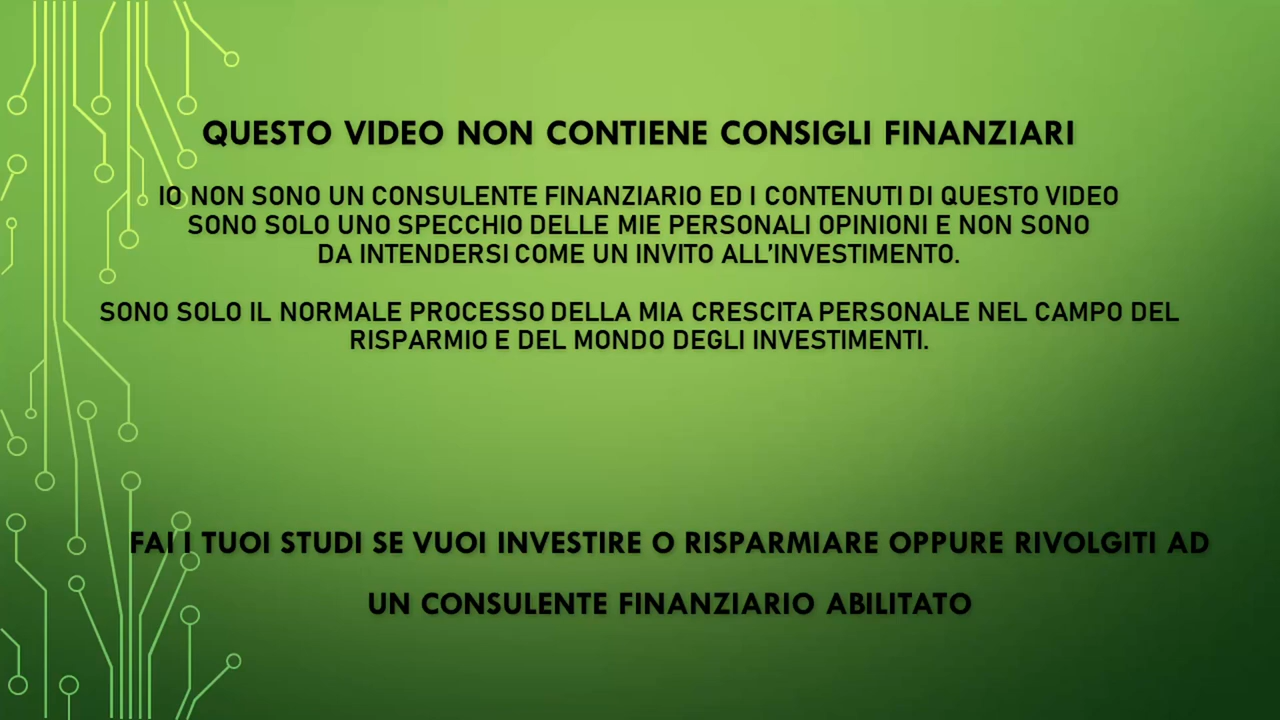 QUESTO VIDEO NON CONTIENE CONSIGLI FINANZIARI
IO NON SONO UN CONSULENTE FINANZIARIO ED I CONTENUTI DI QUESTO VIDEO
SONO SOLO UNO SPECCHIO DELLE MIE PERSONALI OPINIONI E NON SONO
DA INTENDERSI COME UN INVITO ALL'INVESTIMENTO.
SONO SOLO IL NORMALE PROCESSO DELLA MIA CRESCITA PERSONALE NEL CAMPO DEL
RISPARMIO E DEL MONDO DEGLI INVESTIMENTI.
FAI I TUOI STUDI SE VUOI INVESTIRE O RISPARMIARE OPPURE RIVOLGITI AD
UN CONSULENTE FINANZIARIO ABILITATO